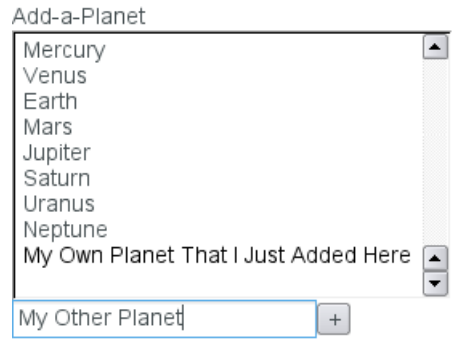 Add-a-Planet
Mercury
Venus
Earth
Mars
Jupiter
Saturn
Uranus
Neptune
My Own Planet That I Just Added Here
My Other Planet
+